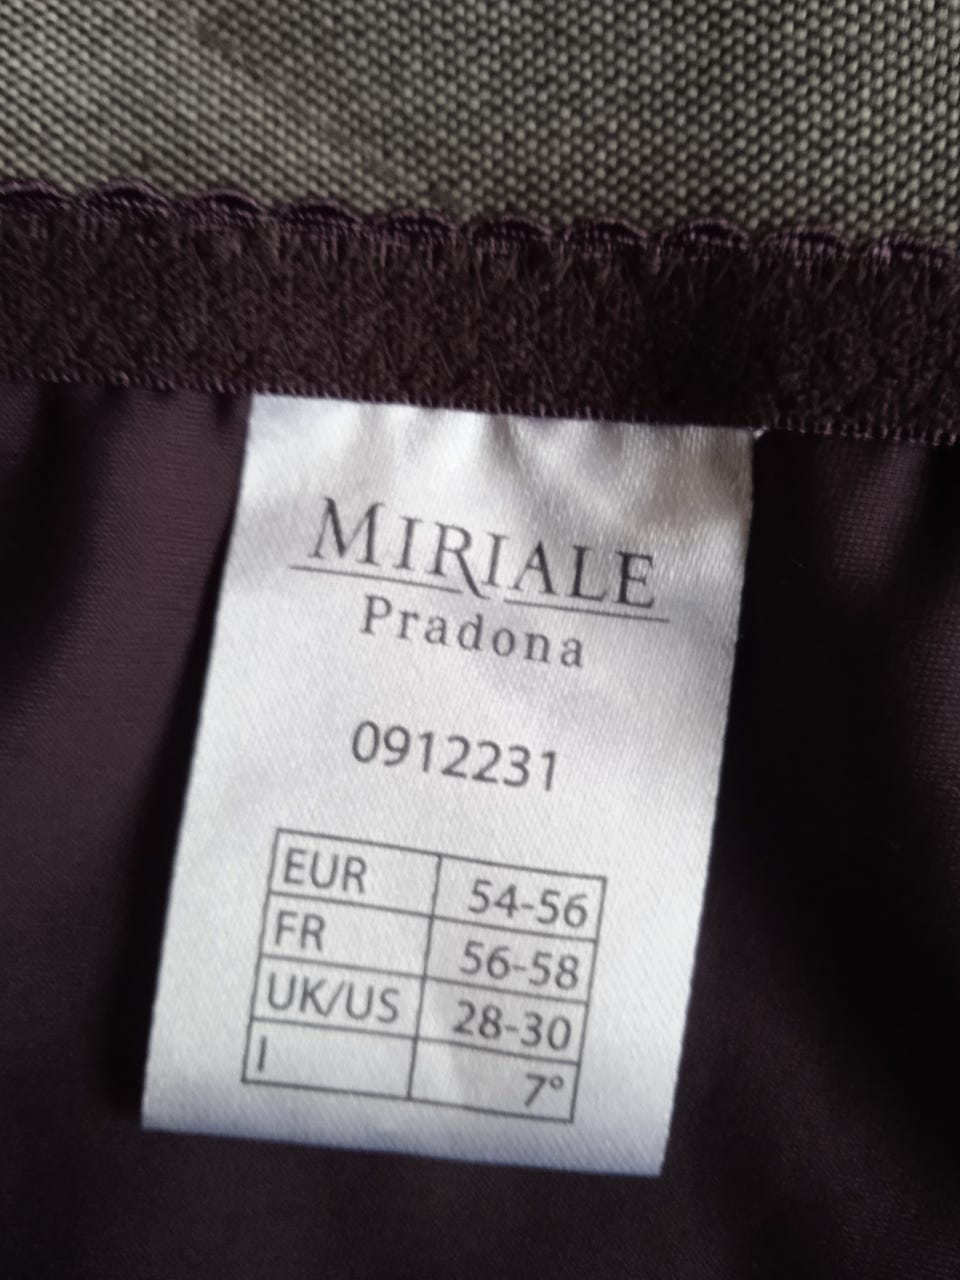 MIRIALE
Pradona
0912231
EUR 54-56
FR 56-58
UK/US 28-30
I 7°